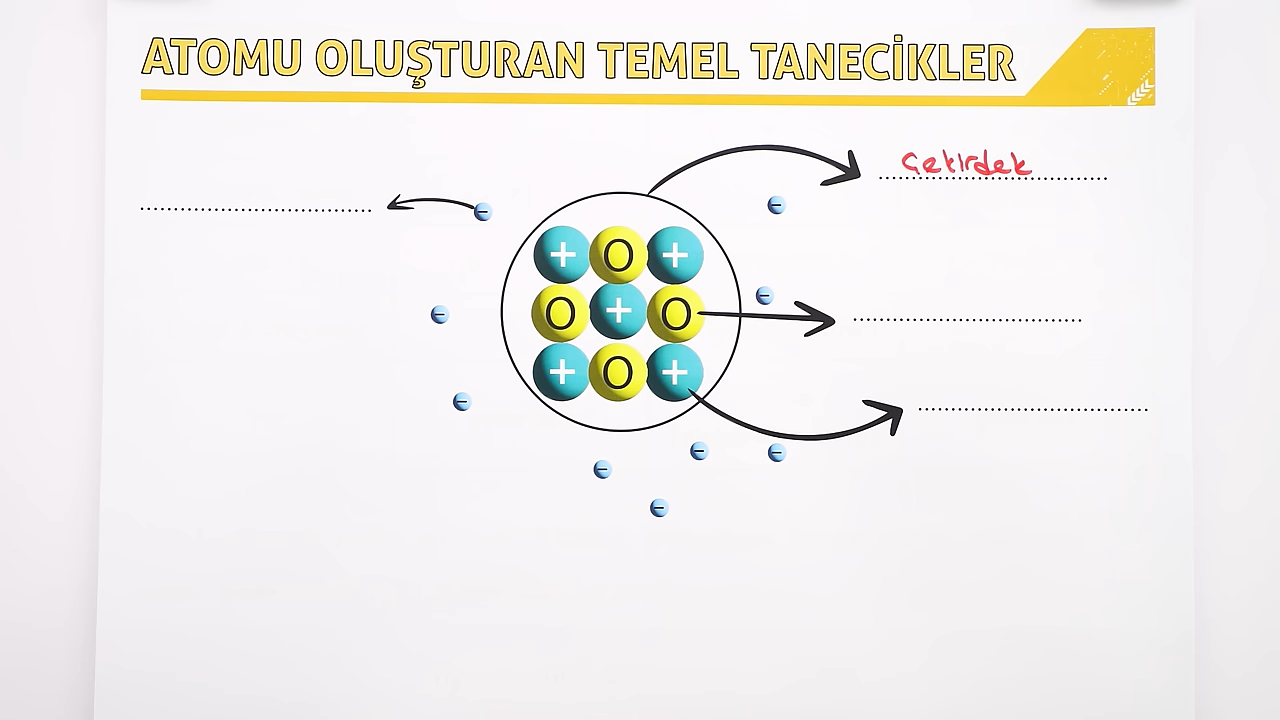 ATOMU OLUŞTURAN TEMEL TANECİKLER
Çekirdek
− −
+ O +
O + O −
−
+ O +
−
− −
−
−